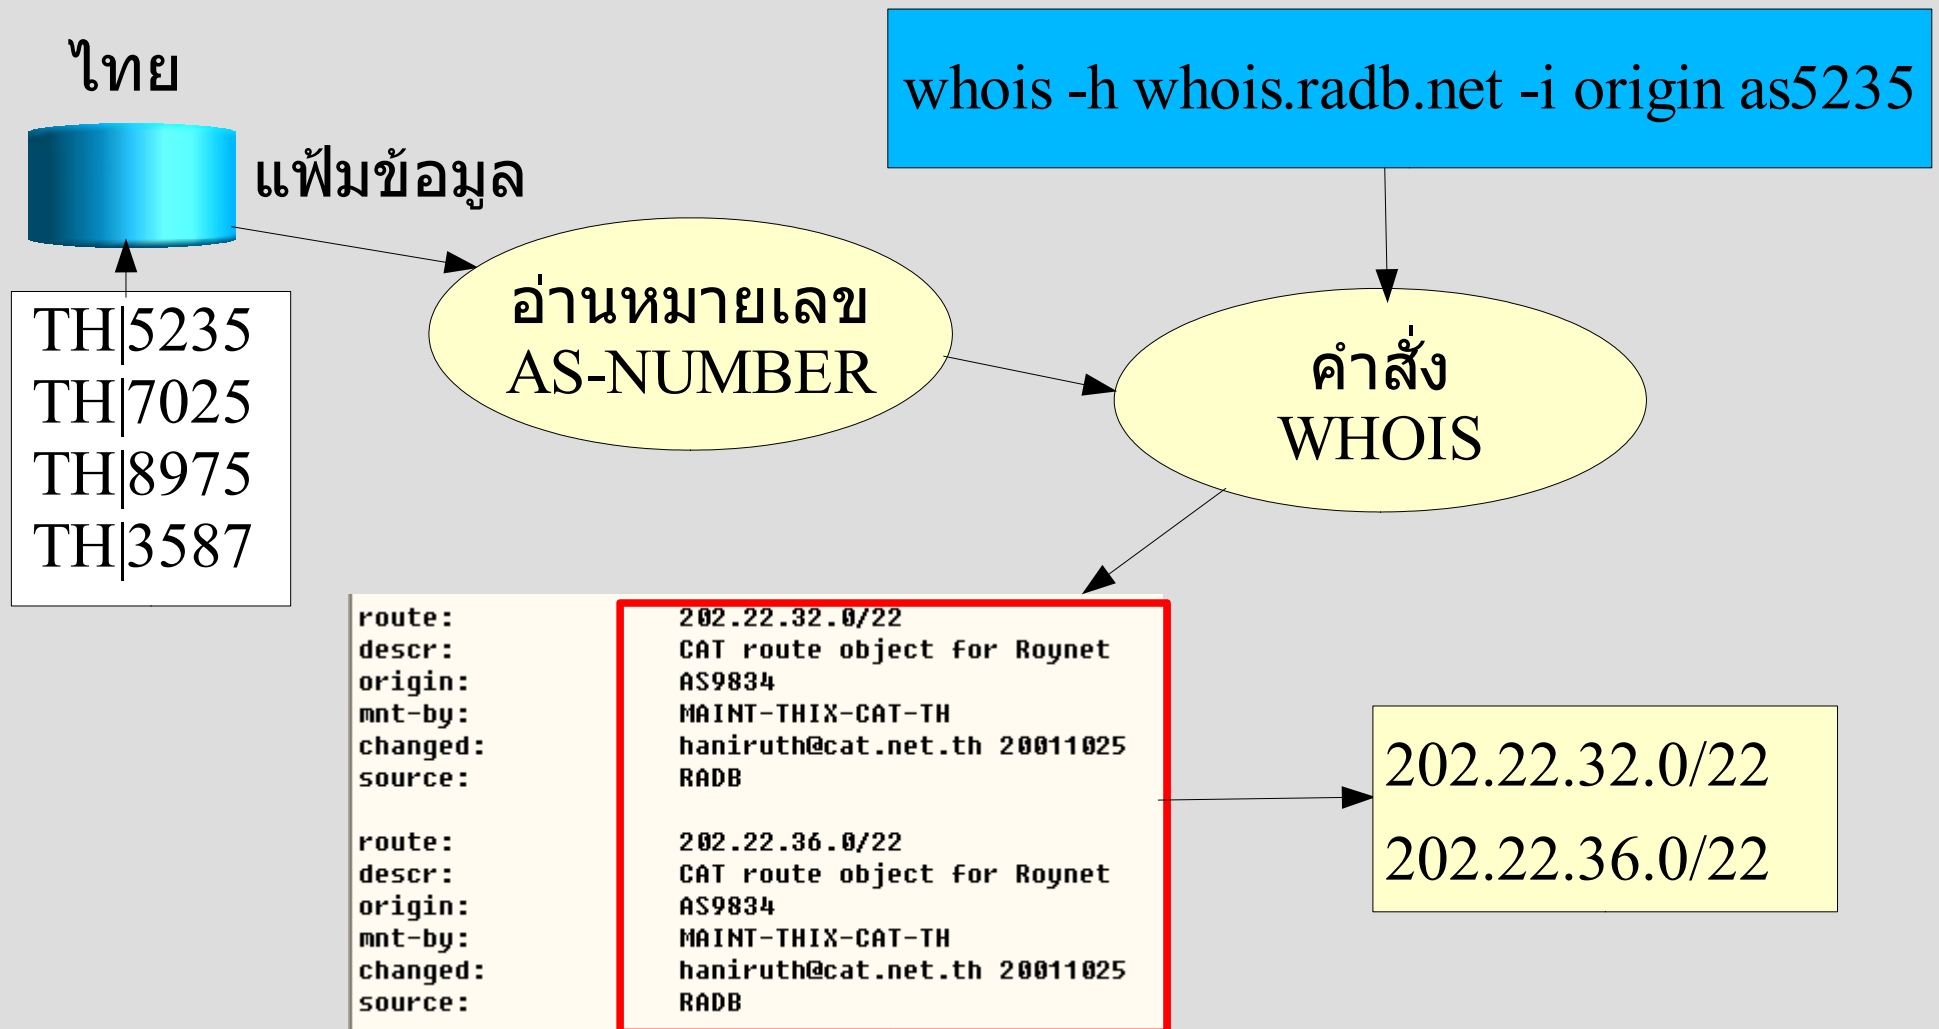 ไทย
แฟ้มข้อมูล
whois -h whois.radb.net -i origin as5235
TH|5235
TH|7025
TH|8975
TH|3587
อ่านหมายเลข
AS-NUMBER
คำสั่ง
WHOIS
route: 202.22.32.0/22
descr: CAT route object for Roynet
origin: AS9834
mnt-by: MAINT-THIX-CAT-TH
changed: haniruth@cat.net.th 20011025
source: RADB
route: 202.22.36.0/22
descr: CAT route object for Roynet
origin: AS9834
mnt-by: MAINT-THIX-CAT-TH
changed: haniruth@cat.net.th 20011025
source: RADB
202.22.32.0/22
202.22.36.0/22